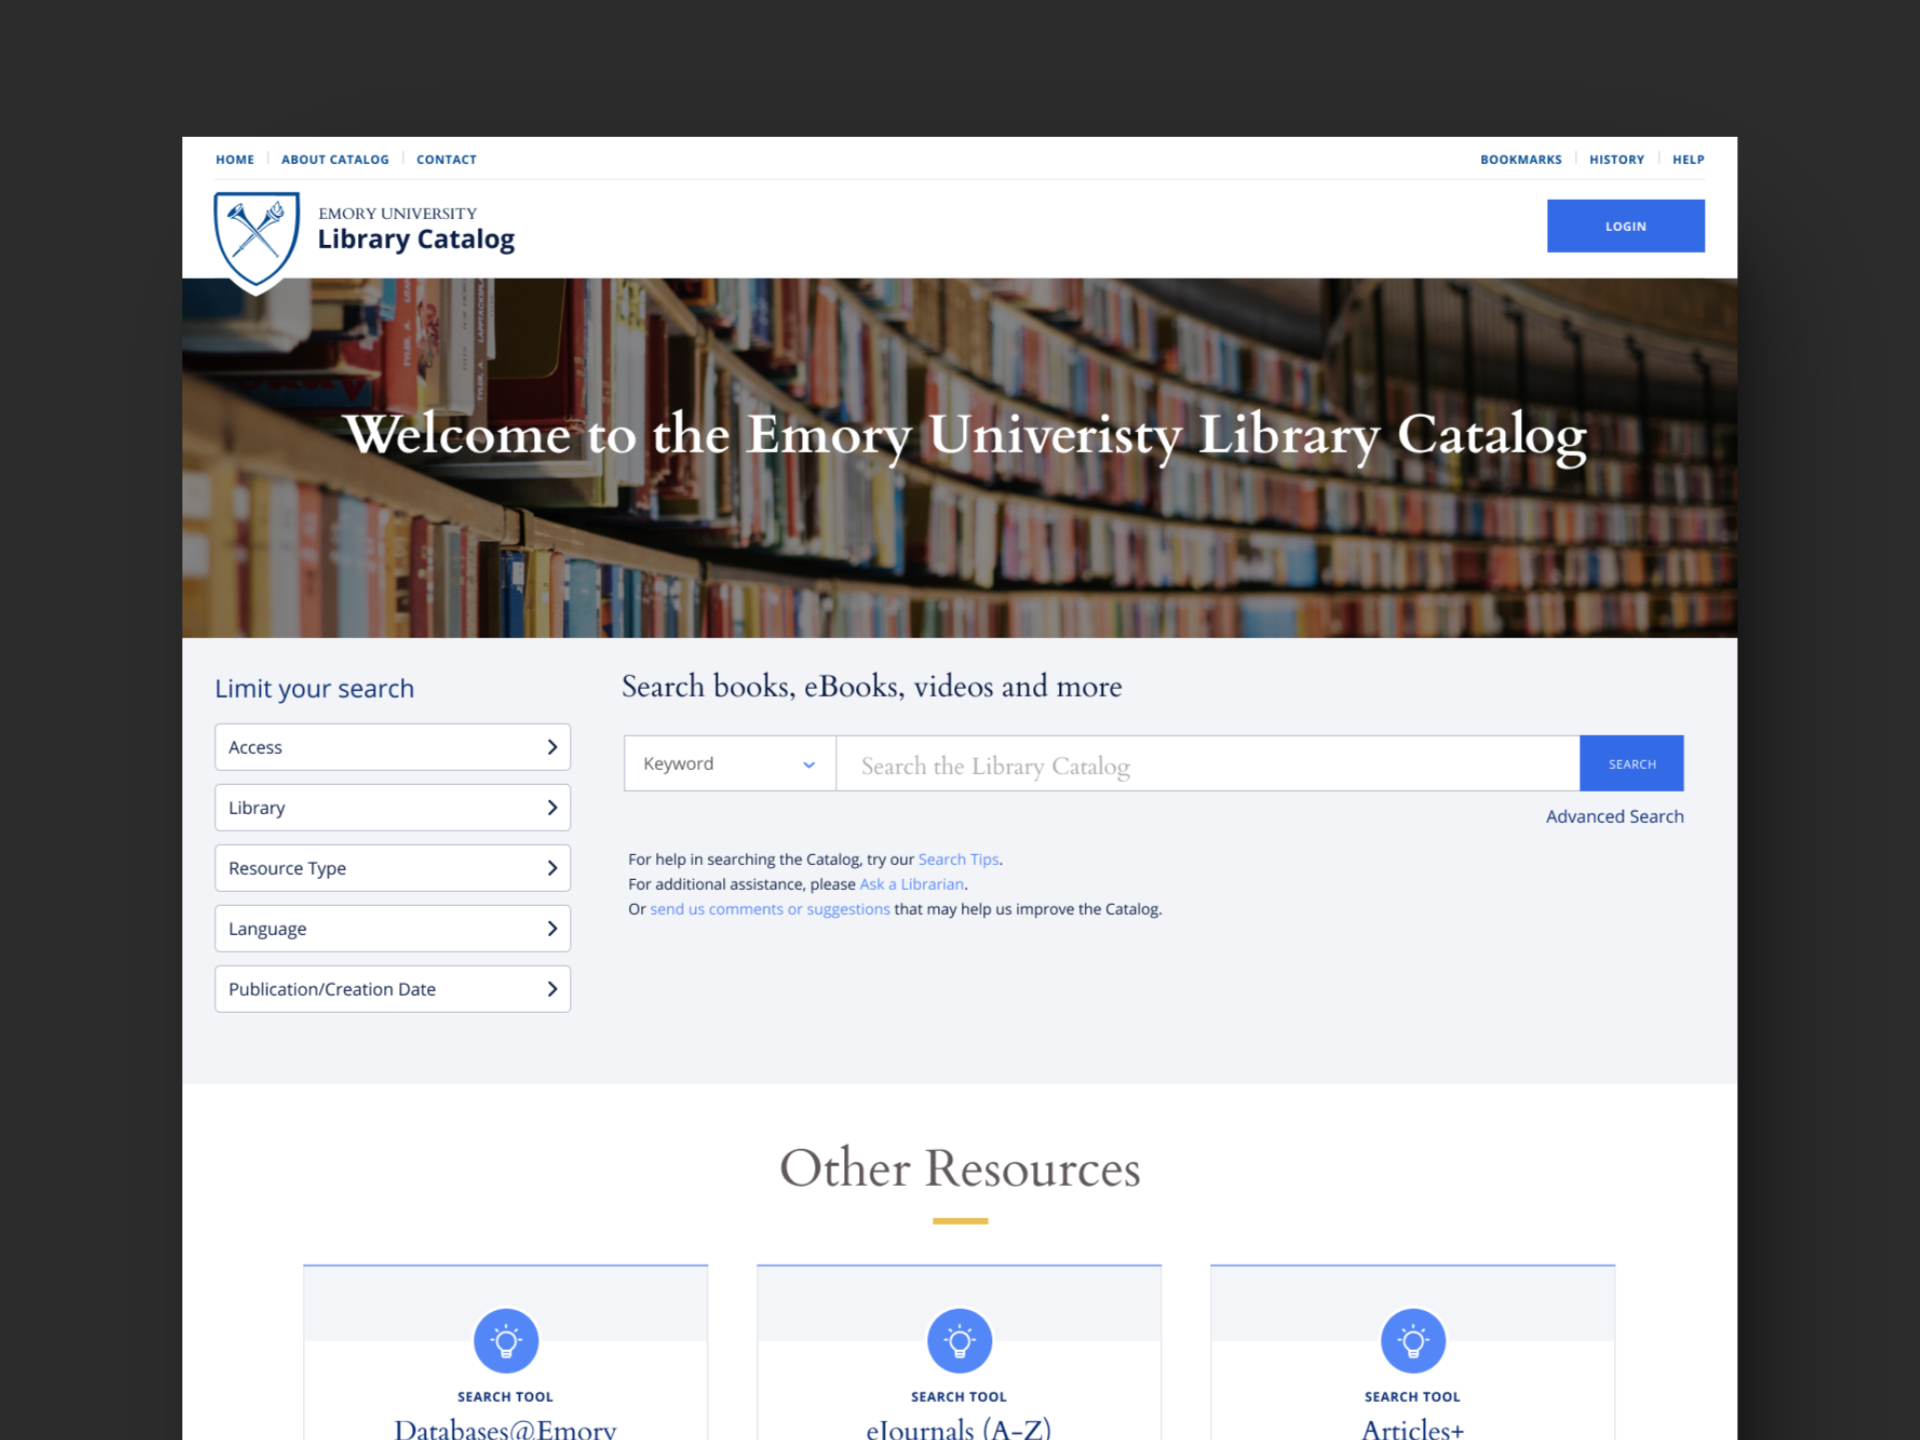 HOME ABOUT CATALOG CONTACT BOOKMARKS HISTORY HELP
EMORY UNIVERSITY
Library Catalog
LOGIN
TYLER, A.
Welcome to the Emory Univeristy Library Catalog
Limit your search
Access
Library
Resource Type
Language
Publication/Creation Date
Search books, eBooks, videos and more
Keyword Search the Library Catalog SEARCH
Advanced Search
For help in searching the Catalog, try our Search Tips.
For additional assistance, please Ask a Librarian.
Or send us comments or suggestions that may help us improve the Catalog.
Other Resources
SEARCH TOOL
Databases@Emory
SEARCH TOOL
eJournals (A-Z)
SEARCH TOOL
Articles+